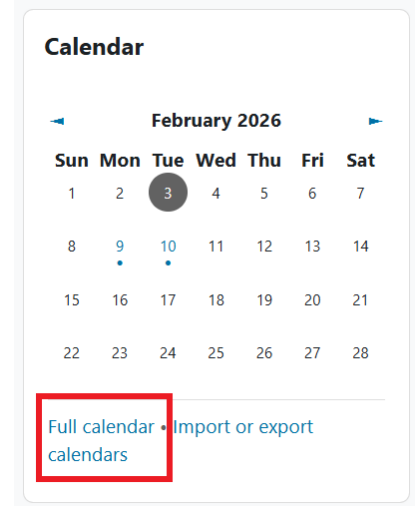 Calendar
◄ February 2026 ►
Sun Mon Tue Wed Thu Fri Sat
1 2 3 4 5 6 7
8 9 10 11 12 13 14
15 16 17 18 19 20 21
22 23 24 25 26 27 28
Full calendar • Import or export
calendars